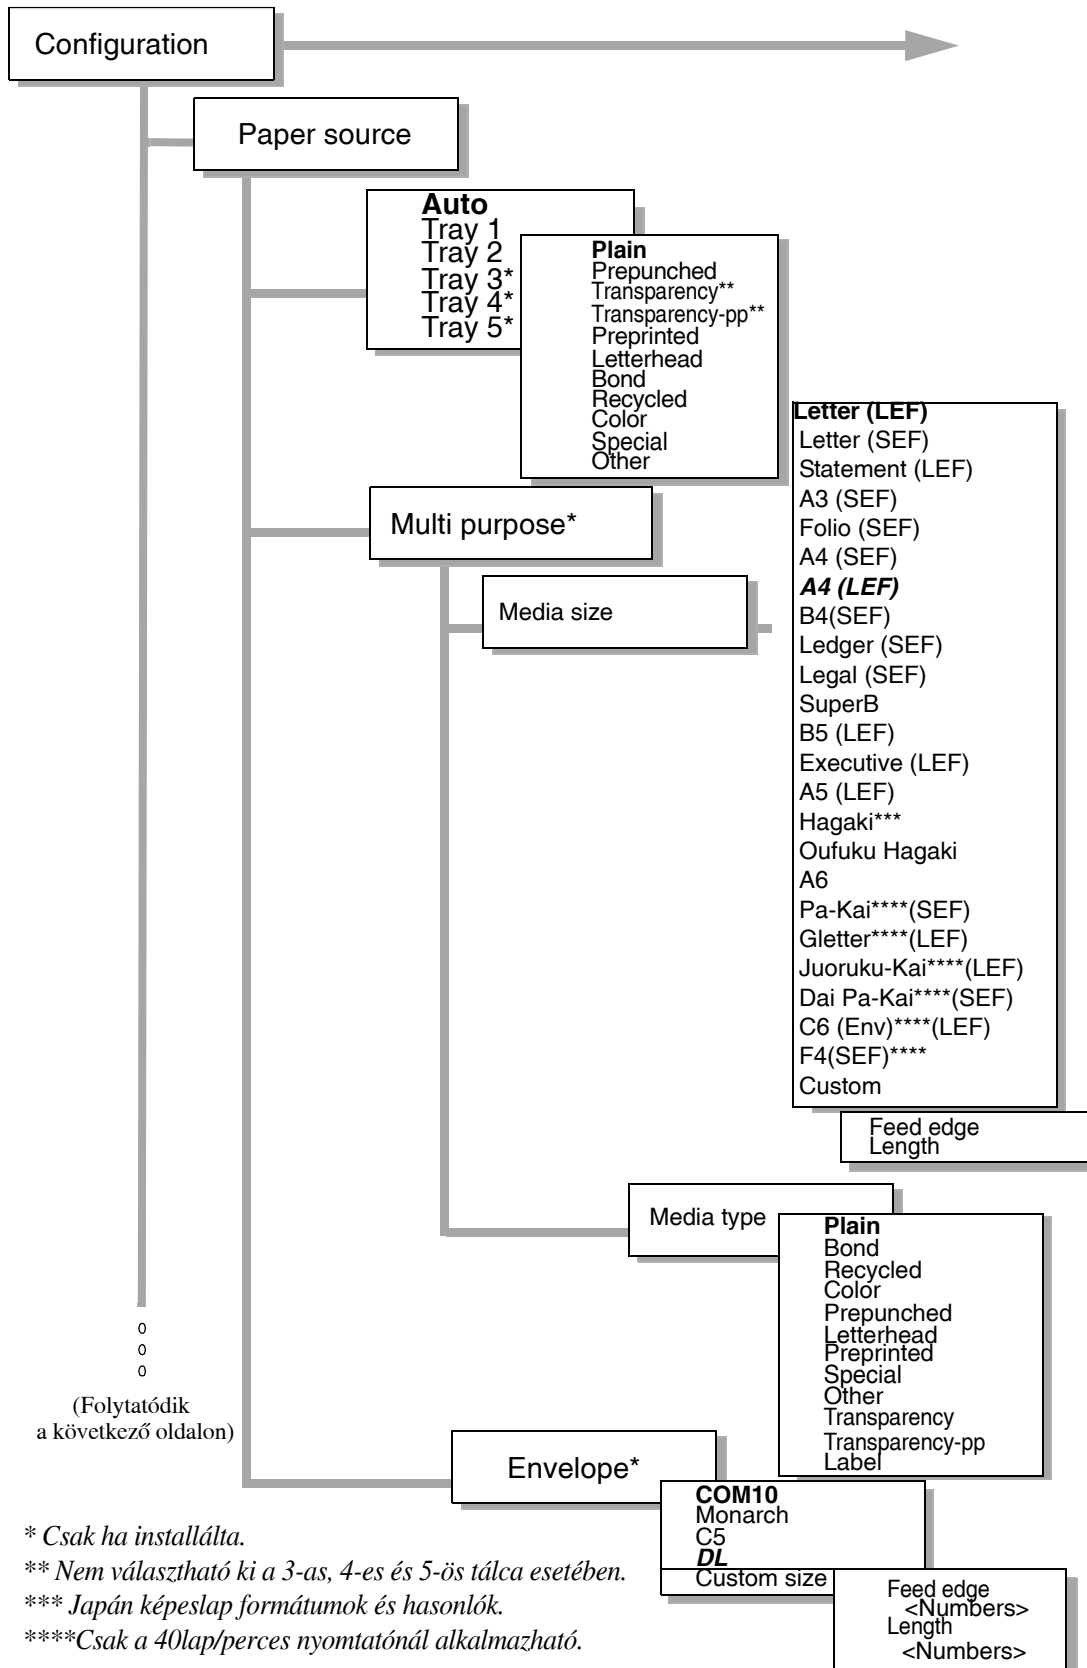 Configuration
Paper source
Auto
Tray 1
Tray 2
Tray 3*
Tray 4*
Tray 5*
Plain
Prepunched
Transparency**
Transparency-pp**
Preprinted
Letterhead
Bond
Recycled
Color
Special
Other
Multi purpose*
Media size
Letter (LEF)
Letter (SEF)
Statement (LEF)
A3 (SEF)
Folio (SEF)
A4 (SEF)
A4 (LEF)
B4(SEF)
Ledger (SEF)
Legal (SEF)
SuperB
B5 (LEF)
Executive (LEF)
A5 (LEF)
Hagaki***
Oufuku Hagaki
A6
Pa-Kai****(SEF)
Gletter****(LEF)
Juoruku-Kai****(LEF)
Dai Pa-Kai****(SEF)
C6 (Env)****(LEF)
F4(SEF)****
Custom
Feed edge
Length
Media type
Plain
Bond
Recycled
Color
Prepunched
Letterhead
Preprinted
Special
Other
Transparency
Transparency-pp
Label
(Folytatódik
a következő oldalon)
Envelope*
COM10
Monarch
C5
DL
Custom size
Feed edge
<Numbers>
Length
<Numbers>
* Csak ha installálta.
** Nem választható ki a 3-as, 4-es és 5-ös tálca esetében.
*** Japán képeslap formátumok és hasonlók.
****Csak a 40lap/perces nyomtatónál alkalmazható.